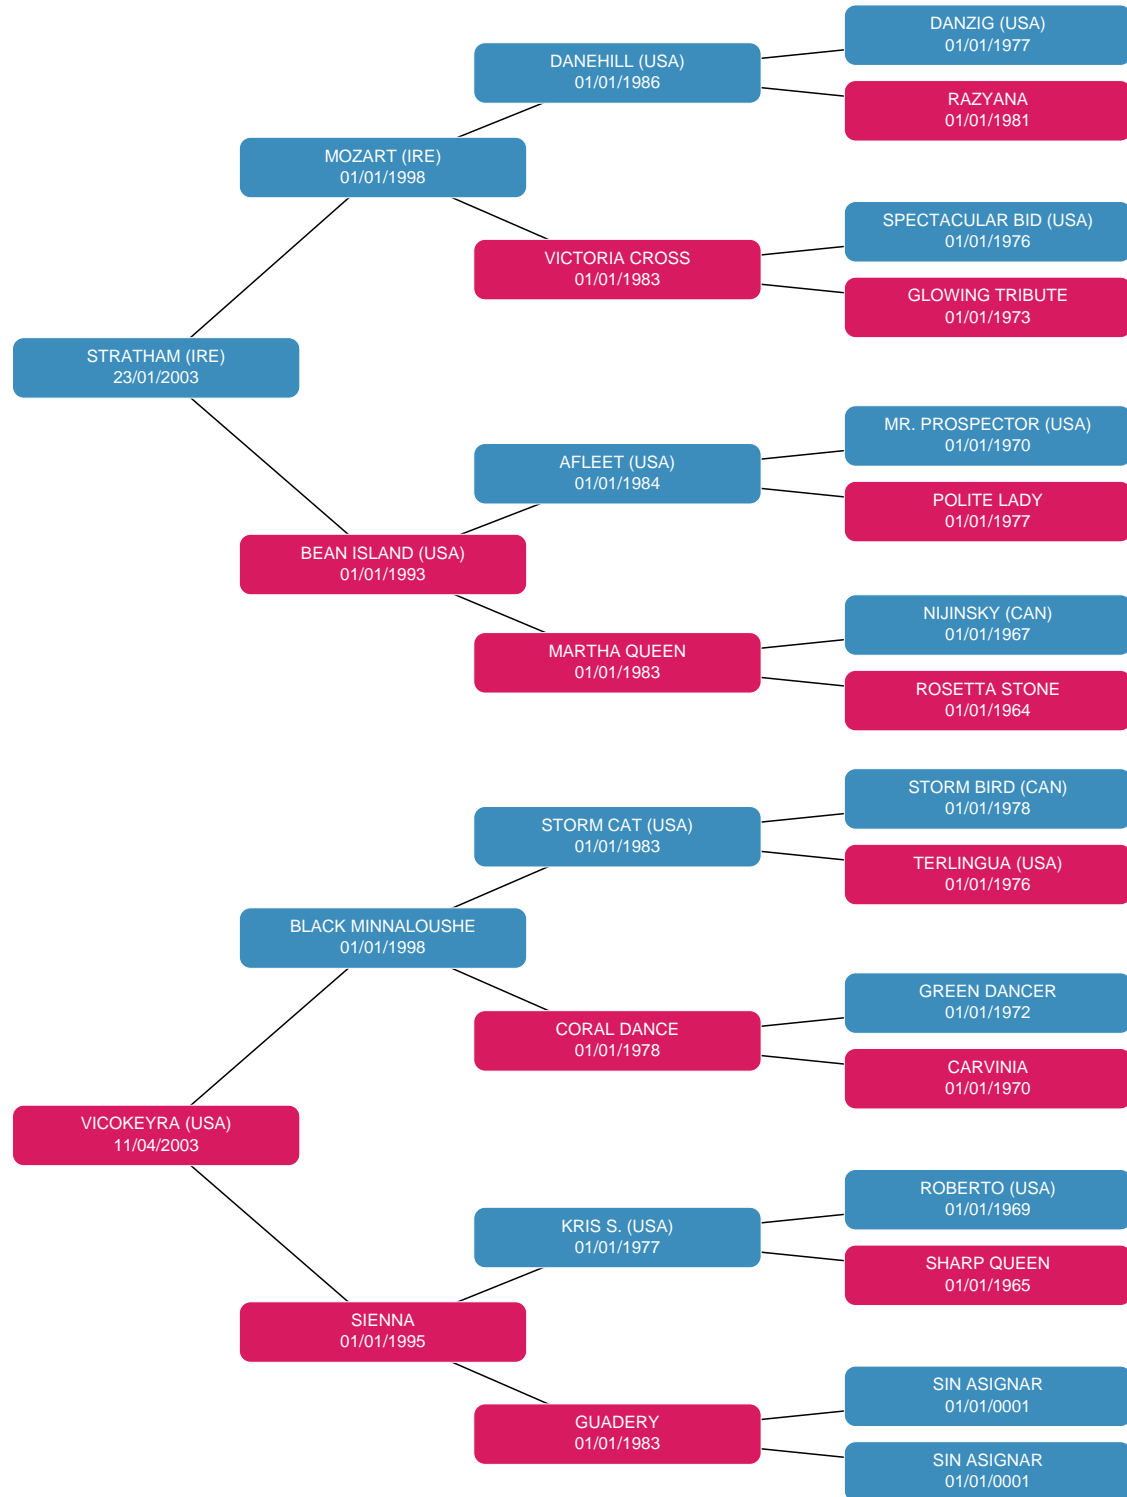 DANZIG (USA)
01/01/1977
DANEHILL (USA)
01/01/1986
RAZYANA
01/01/1981
MOZART (IRE)
01/01/1998
SPECTACULAR BID (USA)
01/01/1976
VICTORIA CROSS
01/01/1983
GLOWING TRIBUTE
01/01/1973
STRATHAM (IRE)
23/01/2003
MR. PROSPECTOR (USA)
01/01/1970
AFLEET (USA)
01/01/1984
POLITE LADY
01/01/1977
BEAN ISLAND (USA)
01/01/1993
NIJINSKY (CAN)
01/01/1967
MARTHA QUEEN
01/01/1983
ROSETTA STONE
01/01/1964
STORM BIRD (CAN)
01/01/1978
STORM CAT (USA)
01/01/1983
TERLINGUA (USA)
01/01/1976
BLACK MINNALOUSHE
01/01/1998
GREEN DANCER
01/01/1972
CORAL DANCE
01/01/1978
CARVINIA
01/01/1970
VICOKEYRA (USA)
11/04/2003
ROBERTO (USA)
01/01/1969
KRIS S. (USA)
01/01/1977
SHARP QUEEN
01/01/1965
SIENNA
01/01/1995
SIN ASIGNAR
01/01/0001
GUADERY
01/01/1983
SIN ASIGNAR
01/01/0001